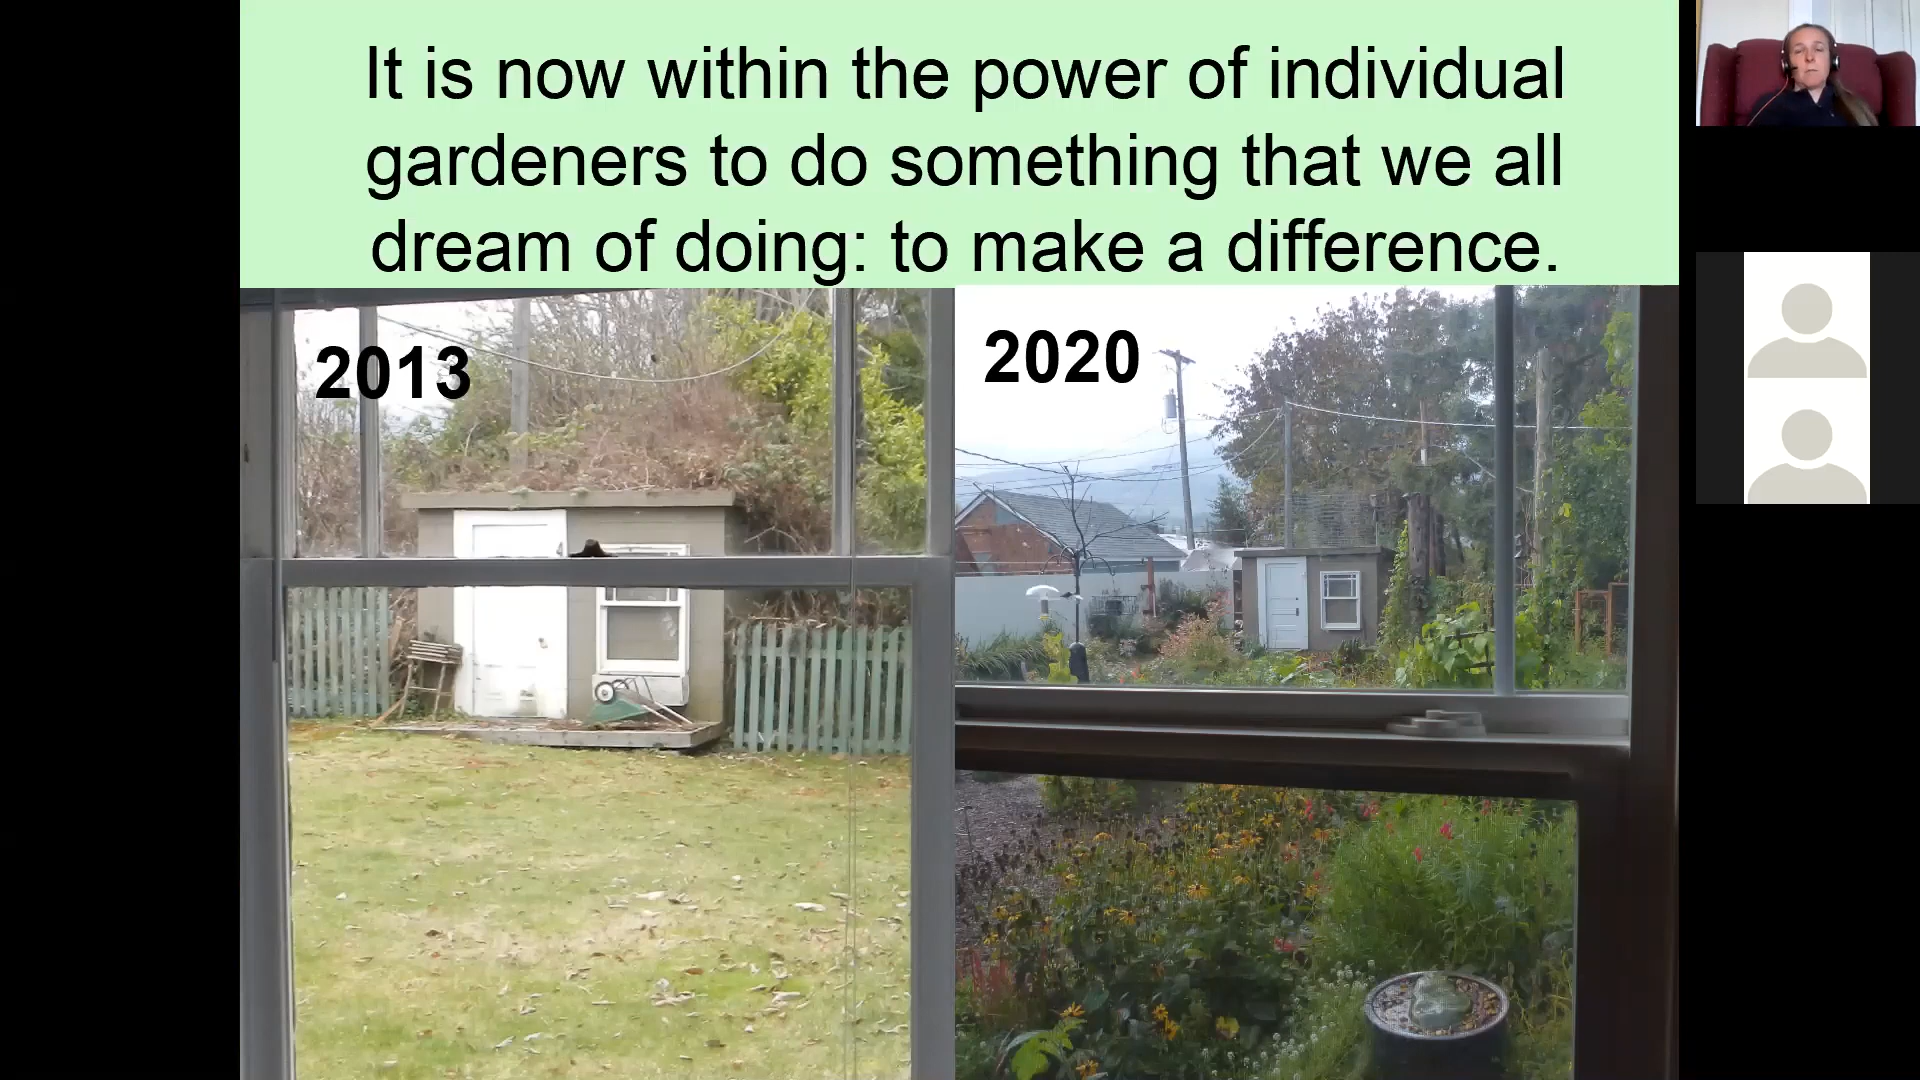 It is now within the power of individual
gardeners to do something that we all
dream of doing: to make a difference.
2013
2020